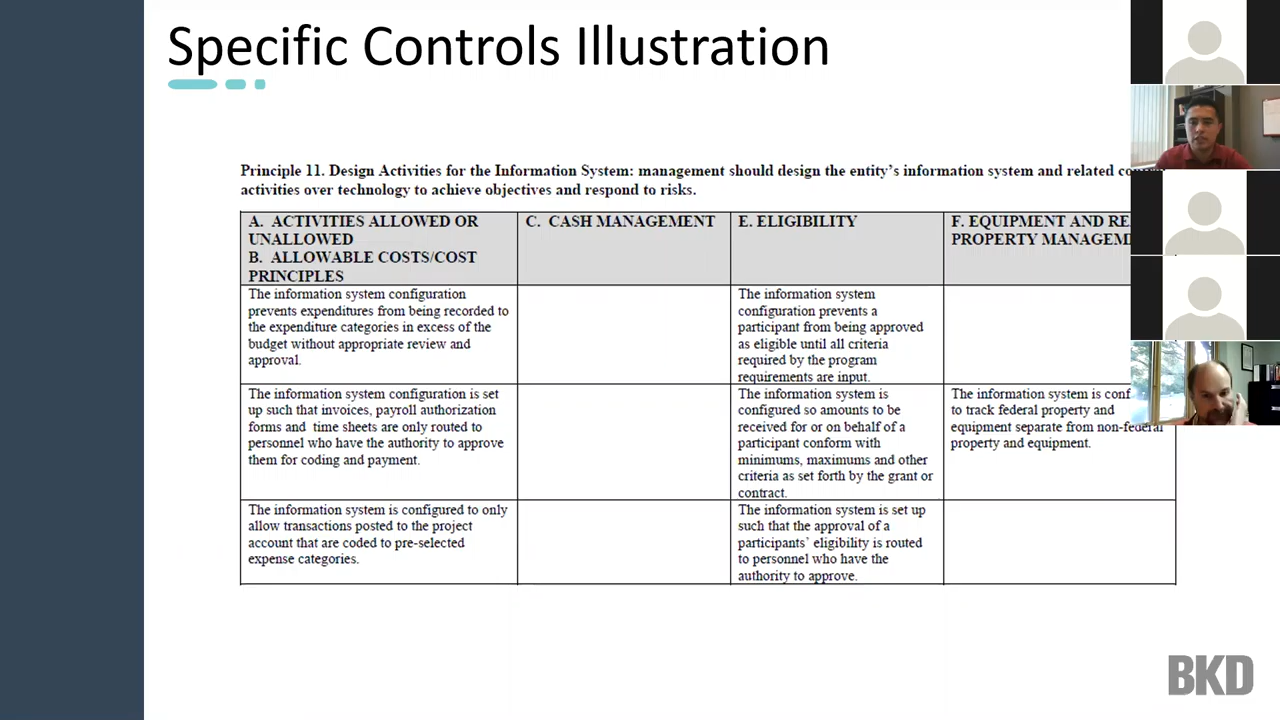 Specific Controls Illustration
Principle 11. Design Activities for the Information System: management should design the entity's information system and related
activities over technology to achieve objectives and respond to risks.
A. ACTIVITIES ALLOWED OR
UNALLOWED
B. ALLOWABLE COSTS/COST
PRINCIPLES
C. CASH MANAGEMENT
E. ELIGIBILITY
F. EQUIPMENT AND
PROPERTY
The information system configuration
prevents expenditures from being recorded to
the expenditure categories in excess of the
budget without appropriate review and
approval.
The information system
configuration prevents a
participant from being approved
as eligible until all criteria
required by the program
requirements are input.
The information system configuration is set
up such that invoices, payroll authorization
forms and time sheets are only routed to
personnel who have the authority to approve
them for coding and payment.
The information system is
configured so amounts to be
received for or on behalf of a
participant conform with
minimums, maximums and other
criteria as set forth by the grant or
contract.
The information system is
to track federal property and
equipment separate from non-federal
property and equipment.
The information system is configured to only
allow transactions posted to the project
account that are coded to pre-selected
expense categories.
The information system is set up
such that the approval of a
participants' eligibility is routed
to personnel who have the
authority to approve.
BKD